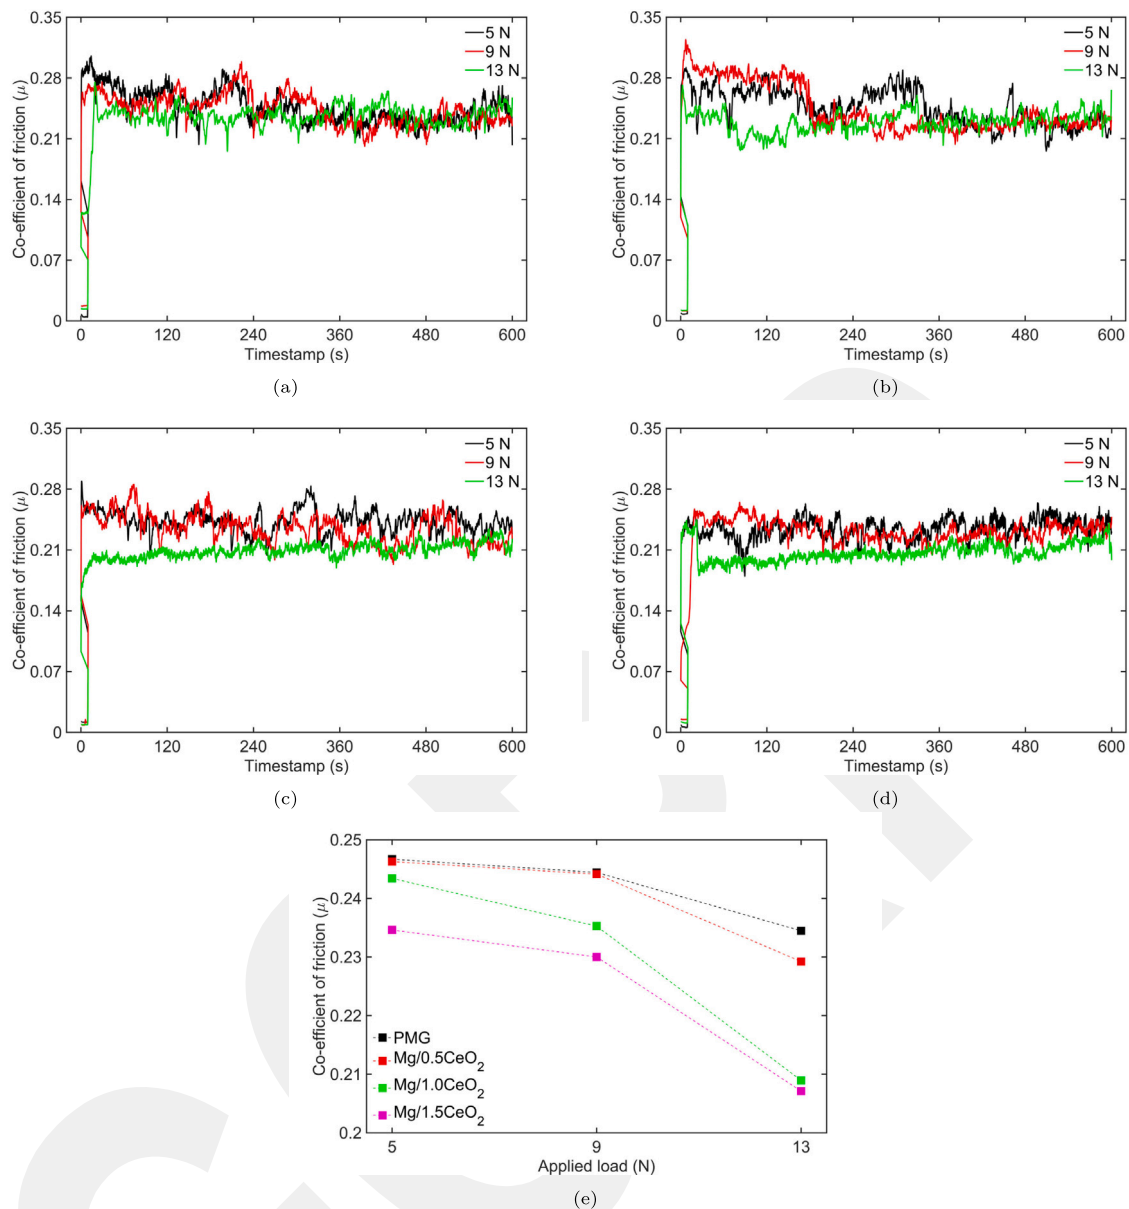 0.35
0.28
0.21
0.14
0.07
0
Co-efficient of friction (μ)
5 N
9 N
13 N
0 120 240 360 480 600
Timestamp (s)
(a)
0.35
0.28
0.21
0.14
0.07
0
Co-efficient of friction (μ)
5 N
9 N
13 N
0 120 240 360 480 600
Timestamp (s)
(b)
0.35
0.28
0.21
0.14
0.07
0
Co-efficient of friction (μ)
5 N
9 N
13 N
0 120 240 360 480 600
Timestamp (s)
(c)
0.35
0.28
0.21
0.14
0.07
0
Co-efficient of friction (μ)
5 N
9 N
13 N
0 120 240 360 480 600
Timestamp (s)
(d)
0.25
0.24
0.23
0.22
0.21
0.2
Co-efficient of friction (μ)
PMG
Mg/0.5CeO₂
Mg/1.0CeO₂
Mg/1.5CeO₂
5 9 13
Applied load (N)
(e)